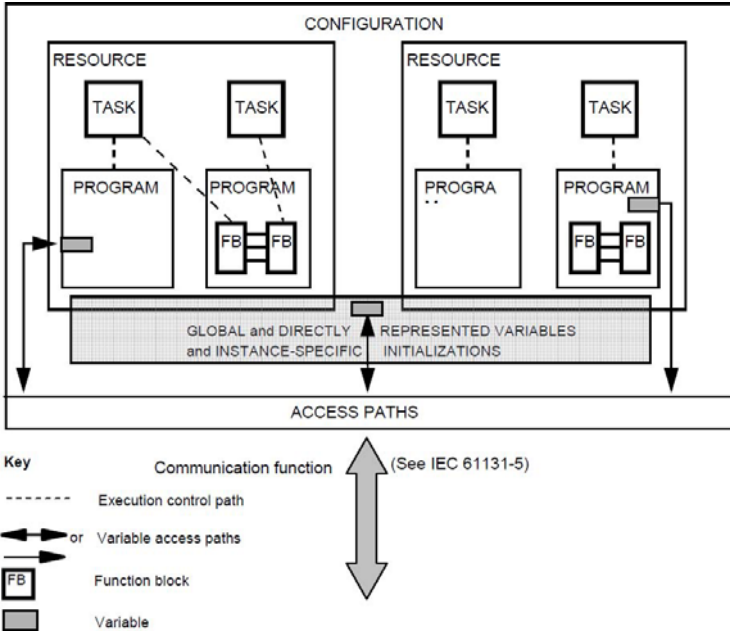 CONFIGURATION
RESOURCE
RESOURCE
TASK
TASK
TASK
TASK
PROGRAM
PROGRAM
PROGRA
PROGRAM
FB
FB
FB
FB
GLOBAL and DIRECTLY REPRESENTED VARIABLES
and INSTANCE-SPECIFIC INITIALIZATIONS
ACCESS PATHS
Key
Communication function
(See IEC 61131-5)
Execution control path
or Variable access paths
FB
Function block
Variable